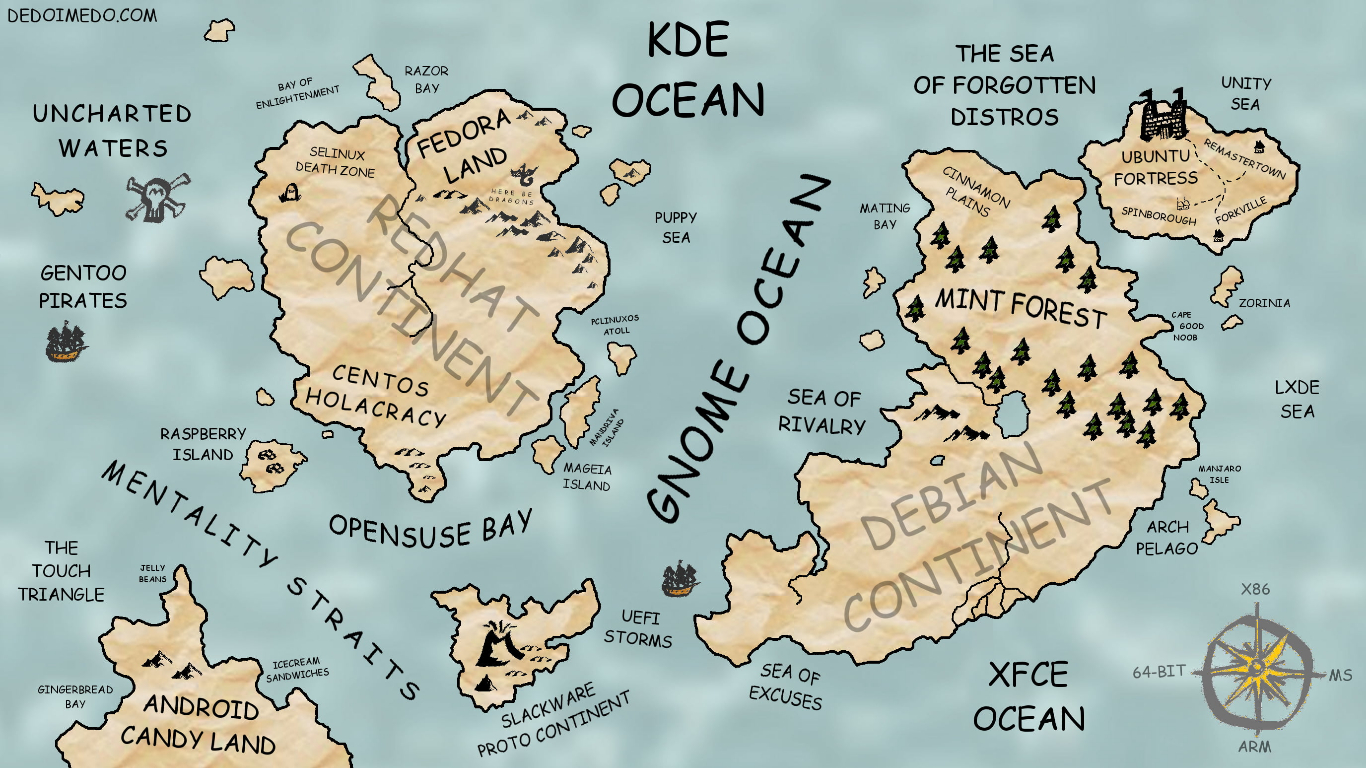 DEDOIMEDO.COM
KDE
OCEAN
THE SEA
OF FORGOTTEN
DISTROS
UNITY
SEA
RAZOR
BAY
BAY OF
ENLIGHTENMENT
UNCHARTED
WATERS
FEDORA
LAND
SELINUX
DEATH ZONE
HERE BE
DRAGONS
UBUNTU
FORTRESS
REMASTERTOWN
SPINBOROUGH
FORKVILLE
CINNAMON
PLAINS
MATING
BAY
PUPPY
SEA
REDHAT
CONTINENT
GNOME OCEAN
GENTOO
PIRATES
MINT FOREST
ZORINIA
CAPE
GOOD
NOOB
PCLINUXOS
ATOLL
CENTOS
HOLACRACY
SEA OF
RIVALRY
LXDE
SEA
MANDRIVA
ISLAND
RASPBERRY
ISLAND
MAGEIA
ISLAND
MANJARO
ISLE
DEBIAN
CONTINENT
ARCH
PELAGO
MENTALITY STRAITS
OPENSUSE BAY
THE
TOUCH
TRIANGLE
JELLY
BEANS
UEFI
STORMS
X86
64-BIT
MS
ARM
ICECREAM
SANDWICHES
SEA OF
EXCUSES
XFCE
OCEAN
GINGERBREAD
BAY
ANDROID
CANDY LAND
SLACKWARE
PROTO CONTINENT